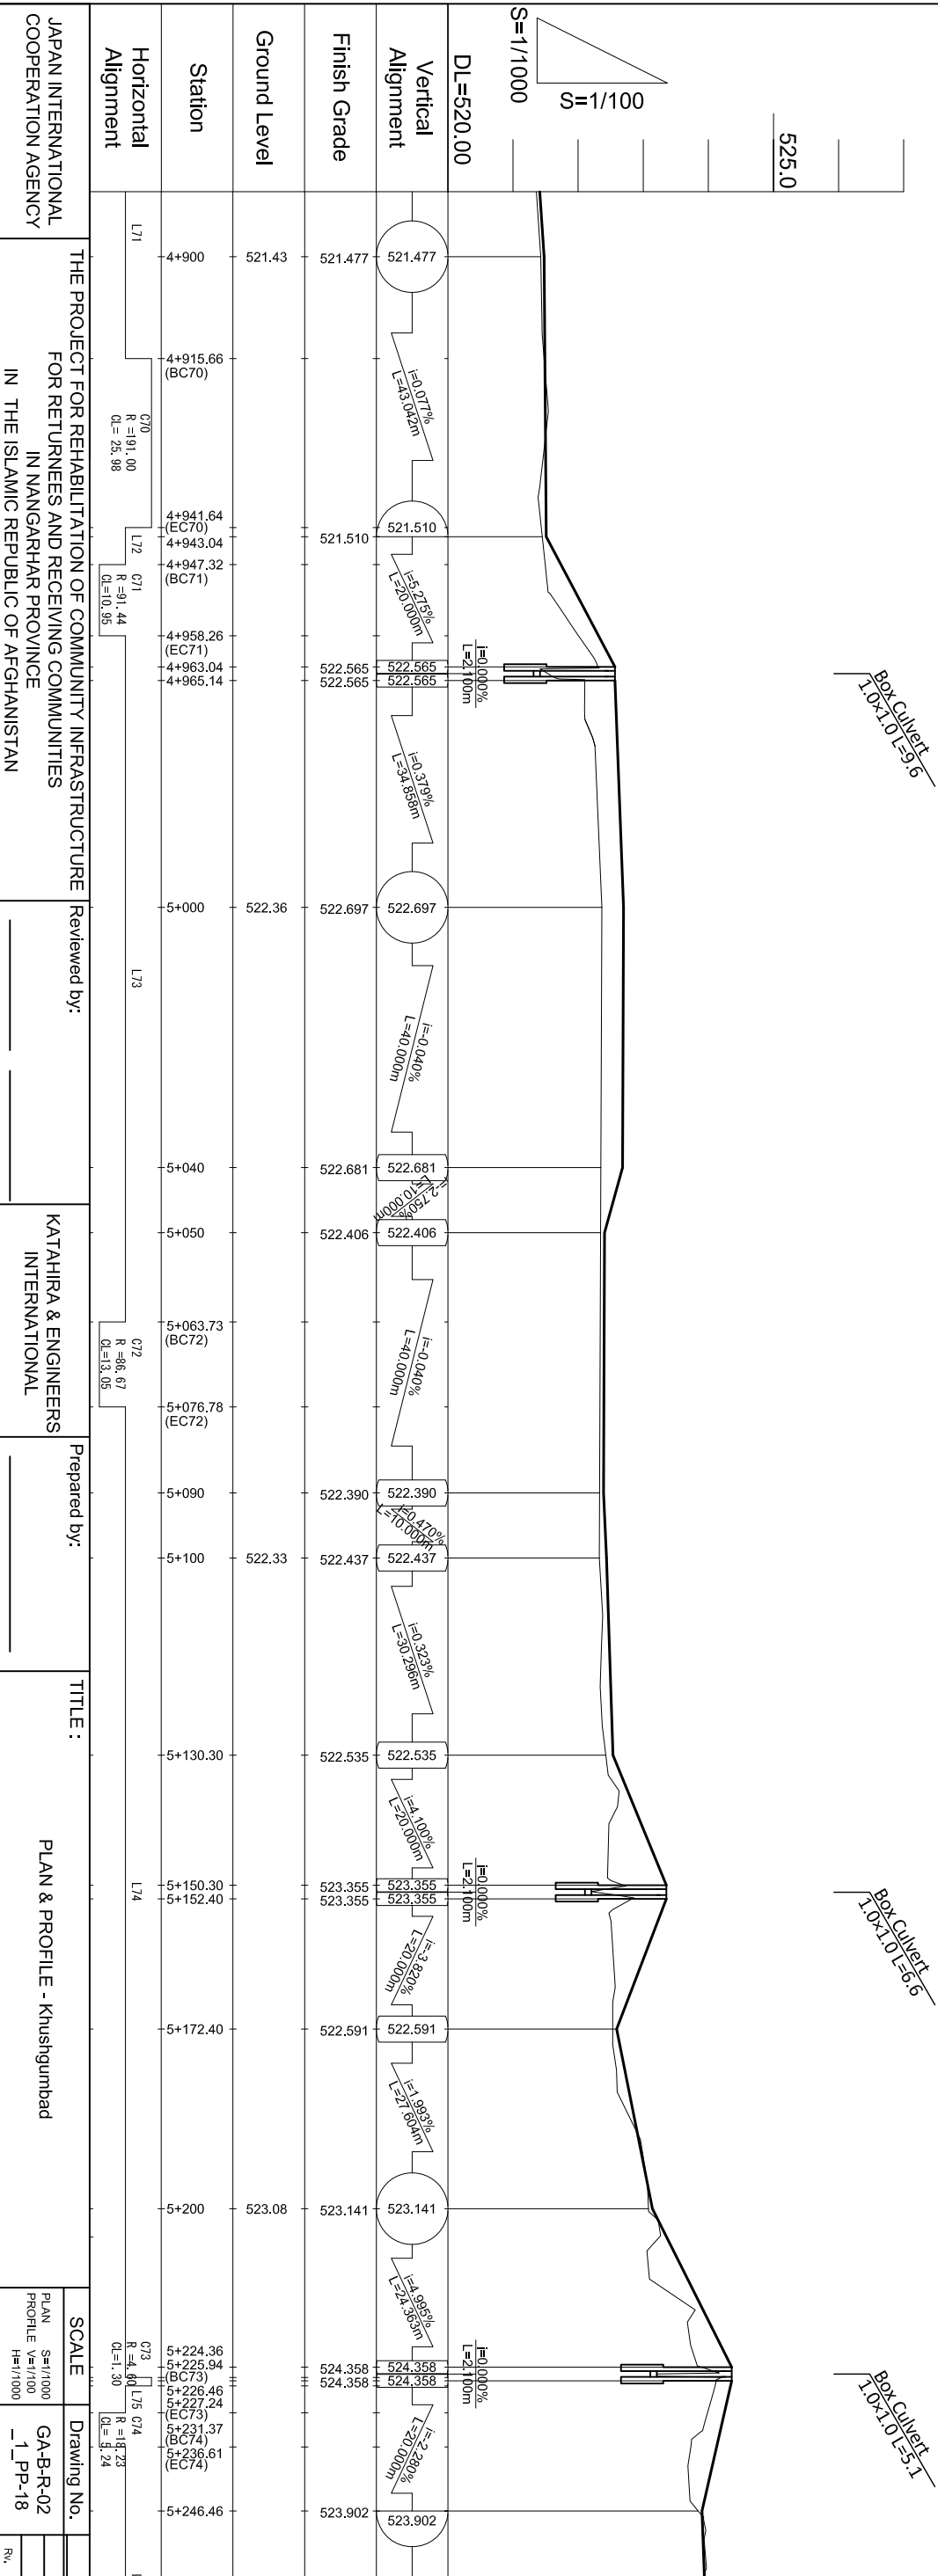 S=1/1000
S=1/100
525.0
DL=520.00
Box Culvert
1.0×1.0 L=9.6
Box Culvert
1.0×1.0 L=6.6
Box Culvert
1.0×1.0 L=5.1
i=0.000%
L=2.100m
i=0.000%
L=2.100m
i=0.000%
L=2.100m
Vertical
Alignment
521.477
i=0.077%
L=43.042m
521.510
i=5.275%
L=20.000m
522.565
522.565
i=0.379%
L=34.858m
522.697
i=-0.040%
L=40.000m
522.681
i=-2.750%
L=10.000m
522.406
i=-0.040%
L=40.000m
522.390
i=0.470%
L=10.000m
522.437
i=0.323%
L=30.296m
522.535
i=4.100%
L=20.000m
523.355
523.355
i=-3.820%
L=20.000m
522.591
i=1.993%
L=27.604m
523.141
i=4.995%
L=24.363m
524.358
524.358
i=-2.280%
L=20.000m
523.902
Finish Grade
521.477
521.510
522.565
522.565
522.697
522.681
522.406
522.390
522.437
522.535
523.355
523.355
522.591
523.141
524.358
524.358
523.902
Ground Level
521.43
522.36
522.33
523.08
Station
4+900
4+915.66
(BC70)
4+941.64
(EC70)
4+943.04
4+947.32
(BC71)
4+958.26
(EC71)
4+963.04
4+965.14
5+000
5+040
5+050
5+063.73
(BC72)
5+076.78
(EC72)
5+090
5+100
5+130.30
5+150.30
5+152.40
5+172.40
5+200
5+224.36
5+225.94
(BC73)
5+226.46
5+227.24
(EC73)
5+231.37
(BC74)
5+236.61
(EC74)
5+246.46
Horizontal
Alignment
L71
C70
R =191.00
CL= 25.98
L72
C71
R =91.44
CL=10.95
L73
C72
R =86.67
CL=13.05
L74
C73
R =4.60
CL=1.30
L75
C74
R =18.23
CL= 5.24
JAPAN INTERNATIONAL
COOPERATION AGENCY
THE PROJECT FOR REHABILITATION OF COMMUNITY INFRASTRUCTURE
FOR RETURNEES AND RECEIVING COMMUNITIES
IN NANGARHAR PROVINCE
IN THE ISLAMIC REPUBLIC OF AFGHANISTAN
Reviewed by:
KATAHIRA & ENGINEERS
INTERNATIONAL
Prepared by:
TITLE :
PLAN & PROFILE - Khushgumbad
SCALE
PLAN S=1/1000
PROFILE V=1/100
H=1/1000
Drawing No.
GA-B-R-02
_1_PP-18
Rv.